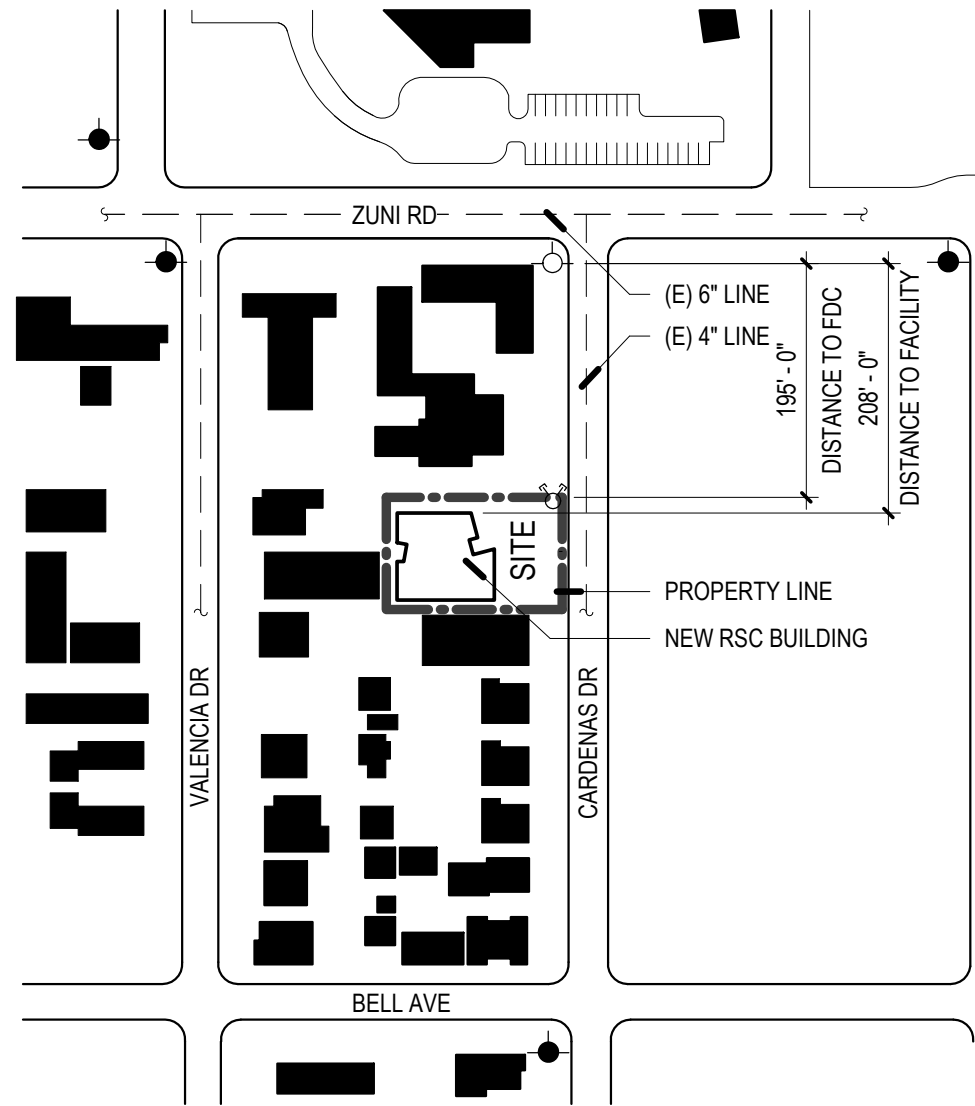 ZUNI RD
(E) 6" LINE
(E) 4" LINE
195' - 0"
DISTANCE TO FDC
208' - 0"
DISTANCE TO FACILITY
SITE
PROPERTY LINE
NEW RSC BUILDING
VALENCIA DR
CARDENAS DR
BELL AVE